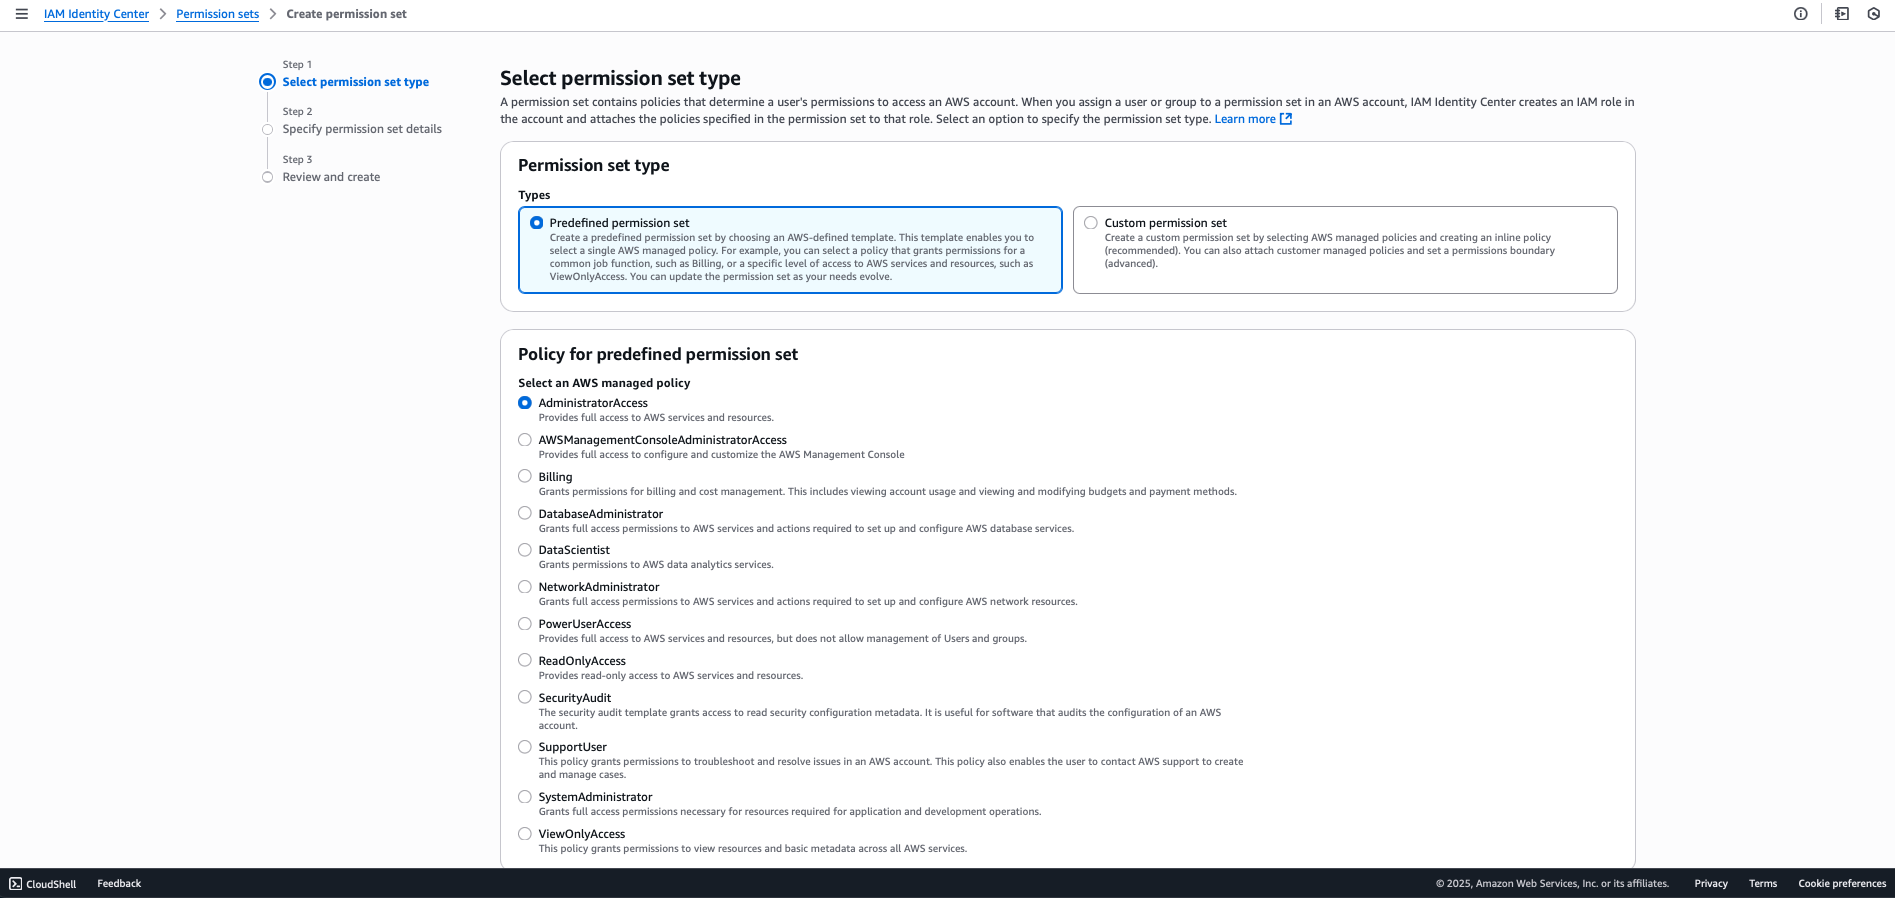 IAM Identity Center > Permission sets > Create permission set
Step 1
Select permission set type
Step 2
Specify permission set details
Step 3
Review and create
Select permission set type
A permission set contains policies that determine a user's permissions to access an AWS account. When you assign a user or group to a permission set in an AWS account, IAM Identity Center creates an IAM role in
the account and attaches the policies specified in the permission set to that role. Select an option to specify the permission set type. Learn more
Permission set type
Types
Predefined permission set
Create a predefined permission set by choosing an AWS-defined template. This template enables you to
select a single AWS managed policy. For example, you can select a policy that grants permissions for a
common job function, such as Billing, or a specific level of access to AWS services and resources, such as
ViewOnlyAccess. You can update the permission set as your needs evolve.
Custom permission set
Create a custom permission set by selecting AWS managed policies and creating an inline policy
(recommended). You can also attach customer managed policies and set a permissions boundary
(advanced).
Policy for predefined permission set
Select an AWS managed policy
AdministratorAccess
Provides full access to AWS services and resources.
AWSManagementConsoleAdministratorAccess
Provides full access to configure and customize the AWS Management Console
Billing
Grants permissions for billing and cost management. This includes viewing account usage and viewing and modifying budgets and payment methods.
DatabaseAdministrator
Grants full access permissions to AWS services and actions required to set up and configure AWS database services.
DataScientist
Grants permissions to AWS data analytics services.
NetworkAdministrator
Grants full access permissions to AWS services and actions required to set up and configure AWS network resources.
PowerUserAccess
Provides full access to AWS services and resources, but does not allow management of Users and groups.
ReadOnlyAccess
Provides read-only access to AWS services and resources.
SecurityAudit
The security audit template grants access to read security configuration metadata. It is useful for software that audits the configuration of an AWS
account.
SupportUser
This policy grants permissions to troubleshoot and resolve issues in an AWS account. This policy also enables the user to contact AWS support to create
and manage cases.
SystemAdministrator
Grants full access permissions necessary for resources required for application and development operations.
ViewOnlyAccess
This policy grants permissions to view resources and basic metadata across all AWS services.
CloudShell Feedback © 2025, Amazon Web Services, Inc. or its affiliates. Privacy Terms Cookie preferences